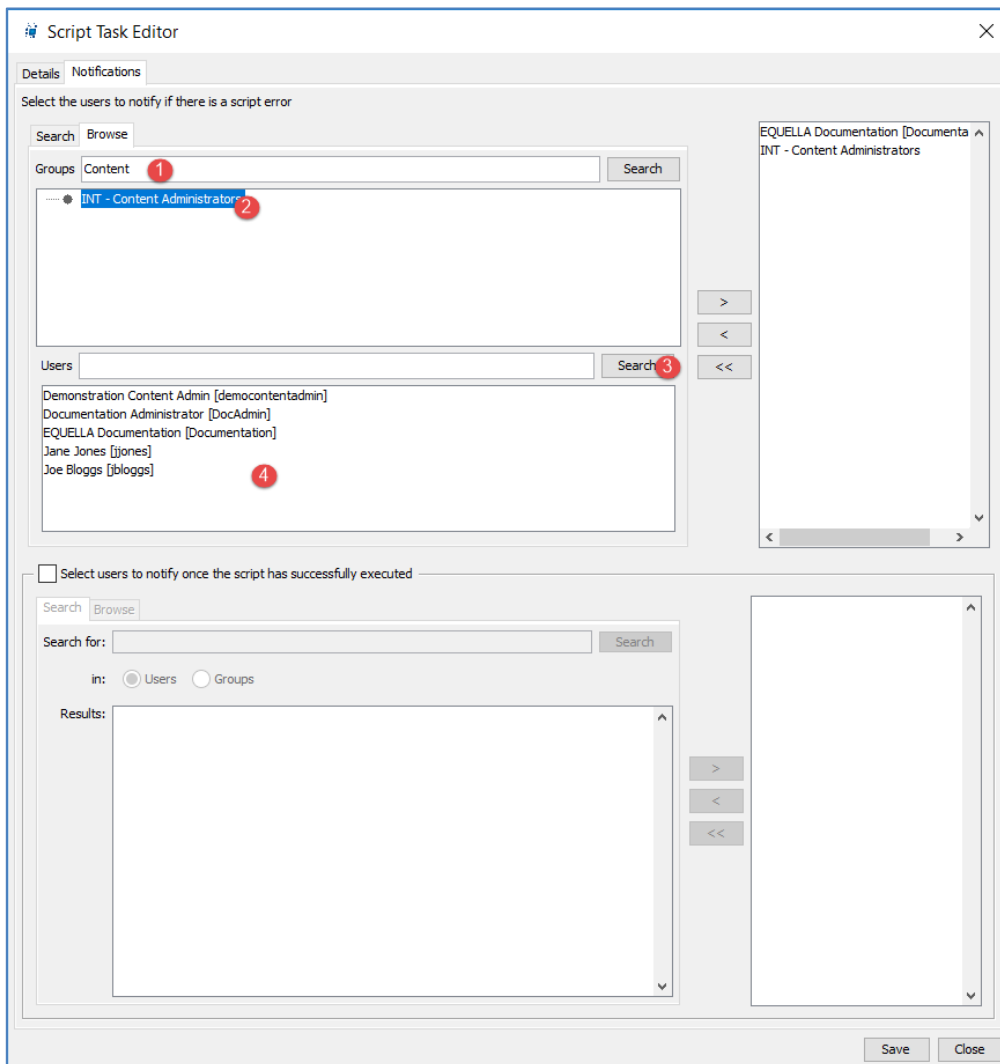 Script Task Editor
Details Notifications
Select the users to notify if there is a script error
Search Browse
Groups Content 1 Search
INT - Content Administrators 2
Users Search 3
Demonstration Content Admin [democontentadmin]
Documentation Administrator [DocAdmin]
EQUELLA Documentation [Documentation]
Jane Jones [jjones]
Joe Bloggs [jbloggs]
4
>
<
<<
EQUELLA Documentation [Documenta
INT - Content Administrators
Select users to notify once the script has successfully executed
Search Browse
Search for: Search
in: Users Groups
Results:
>
<
<<
Save Close